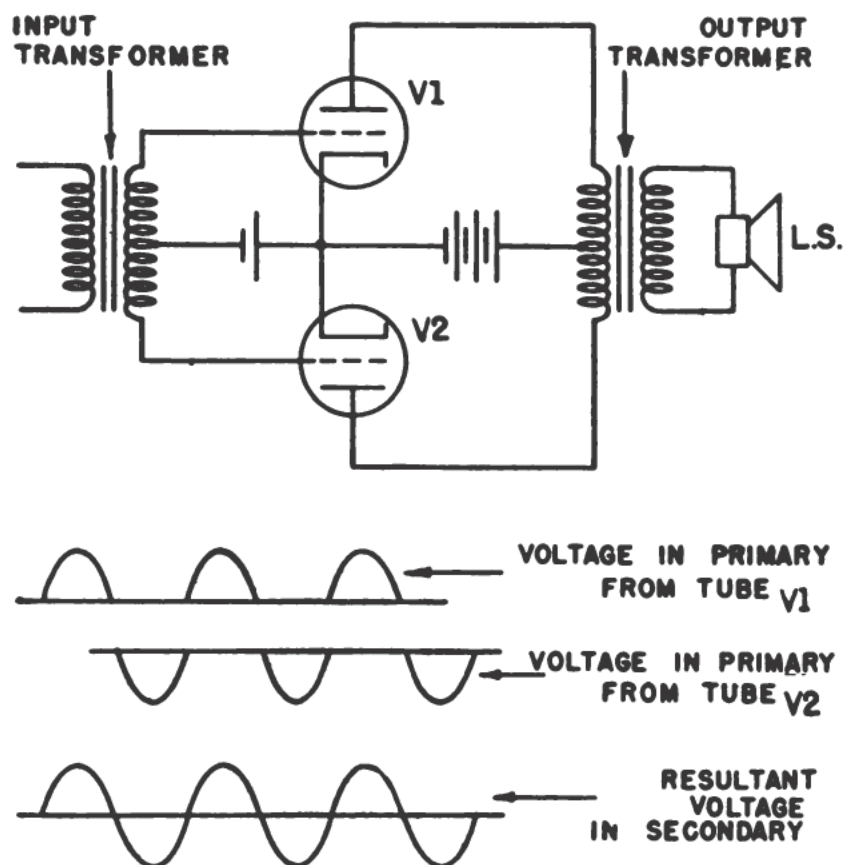 INPUT
TRANSFORMER
OUTPUT
TRANSFORMER
V1
L.S.
V2
VOLTAGE IN PRIMARY
FROM TUBE V1
VOLTAGE IN PRIMARY
FROM TUBE V2
RESULTANT
VOLTAGE
IN SECONDARY